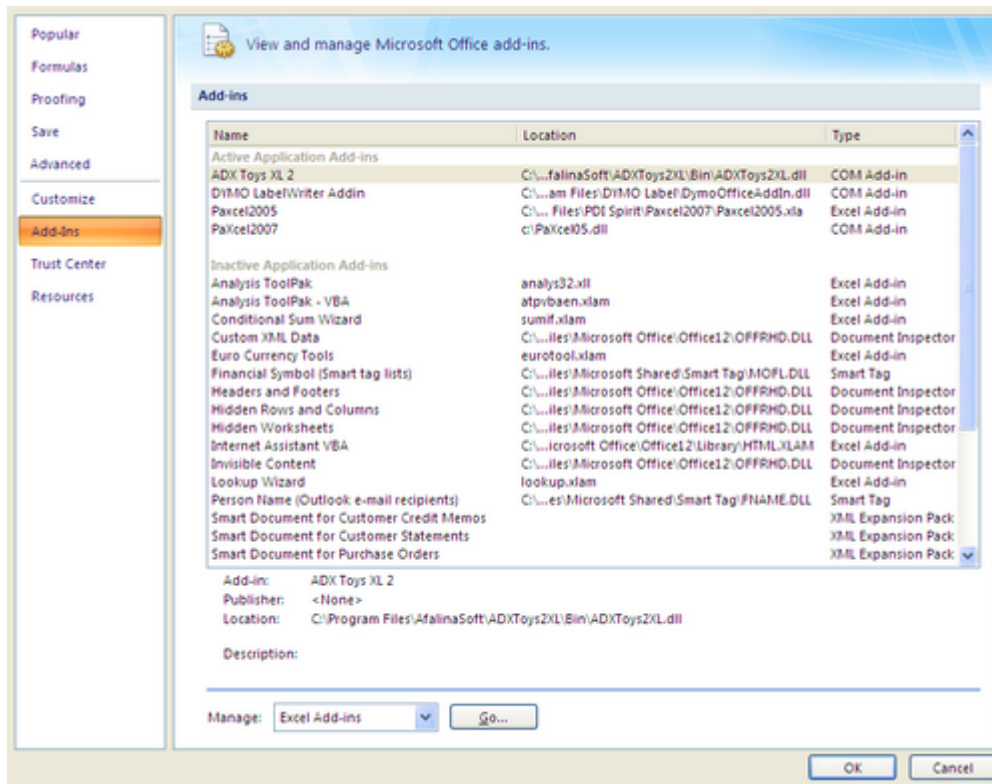 Popular
Formulas
Proofing
Save
Advanced
Customize
Add-Ins
Trust Center
Resources
View and manage Microsoft Office add-ins.
Add-ins
Name Location Type
Active Application Add-ins
ADX Toys XL 2 C:\...falinaSoft\ADXToys2XL\Bin\ADXToys2XL.dll COM Add-in
DYMO LabelWriter Addin C:\...am Files\DYMO Label\DymoOfficeAddIn.dll COM Add-in
Paxcel2005 C:\... Files\PDI Spirit\Paxcel2007\Paxcel2005.xla Excel Add-in
PaXcel2007 c:\PaXcel05.dll COM Add-in
Inactive Application Add-ins
Analysis ToolPak analys32.xll Excel Add-in
Analysis ToolPak - VBA atpvbaen.xlam Excel Add-in
Conditional Sum Wizard sumif.xlam Excel Add-in
Custom XML Data C:\...iles\Microsoft Office\Office12\OFFRHD.DLL Document Inspector
Euro Currency Tools eurotool.xlam Excel Add-in
Financial Symbol (Smart tag lists) C:\...iles\Microsoft Shared\Smart Tag\MOFL.DLL Smart Tag
Headers and Footers C:\...iles\Microsoft Office\Office12\OFFRHD.DLL Document Inspector
Hidden Rows and Columns C:\...iles\Microsoft Office\Office12\OFFRHD.DLL Document Inspector
Hidden Worksheets C:\...iles\Microsoft Office\Office12\OFFRHD.DLL Document Inspector
Internet Assistant VBA C:\...icrosoft Office\Office12\Library\HTML.XLAM Excel Add-in
Invisible Content C:\...iles\Microsoft Office\Office12\OFFRHD.DLL Document Inspector
Lookup Wizard lookup.xlam Excel Add-in
Person Name (Outlook e-mail recipients) C:\...es\Microsoft Shared\Smart Tag\FNAME.DLL Smart Tag
Smart Document for Customer Credit Memos XML Expansion Pack
Smart Document for Customer Statements XML Expansion Pack
Smart Document for Purchase Orders XML Expansion Pack
Add-in: ADX Toys XL 2
Publisher: <None>
Location: C:\Program Files\AfalinaSoft\ADXToys2XL\Bin\ADXToys2XL.dll
Description:
Manage: Excel Add-ins Go...
OK Cancel